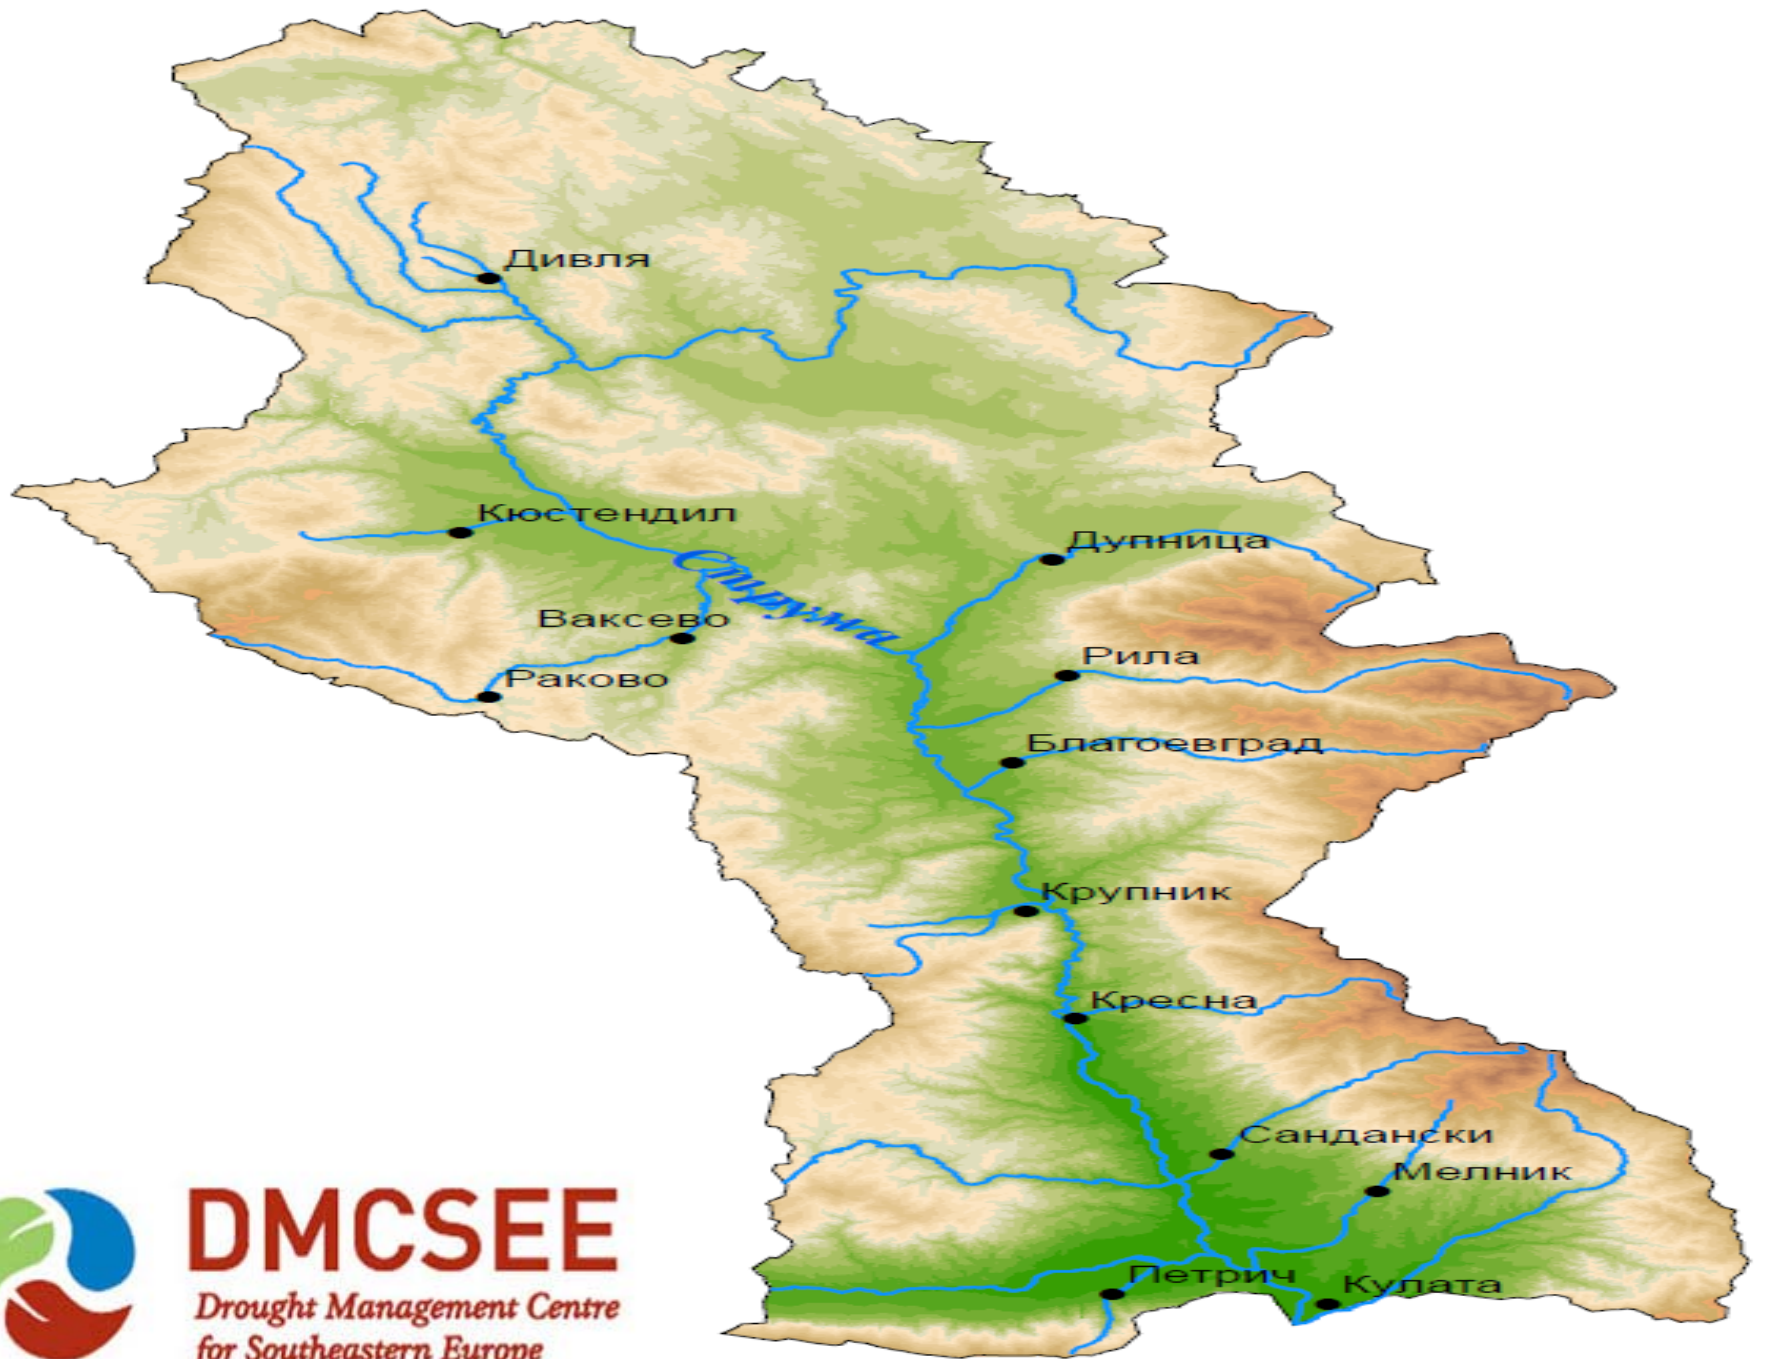 Дивля
Кюстендил
Дупница
Струма
Ваксево
Рила
Раково
Благоевград
Крупник
Кресна
Сандански
Мелник
Петрич
Кулата
DMCSEE
Drought Management Centre
for Southeastern Europe